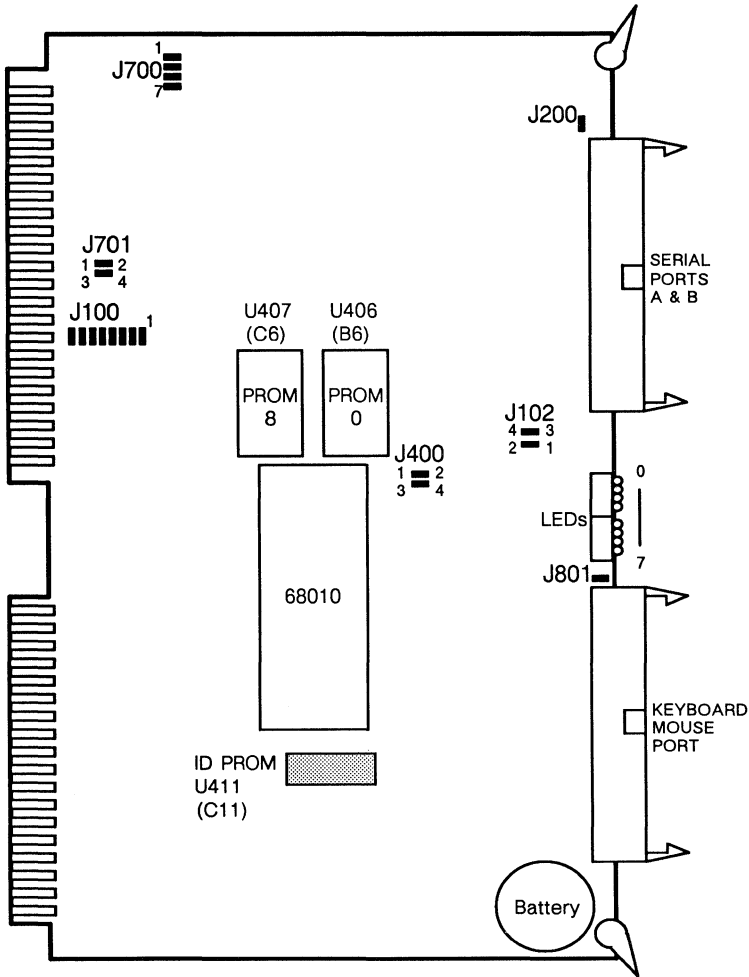 1
J700
7
J200
J701
1 2
3 4
J100
1
SERIAL
PORTS
A & B
U407
(C6)
U406
(B6)
PROM
8
PROM
0
J102
4 3
2 1
J400
1 2
3 4
0
LEDs
7
J801
68010
KEYBOARD
MOUSE
PORT
ID PROM
U411
(C11)
Battery